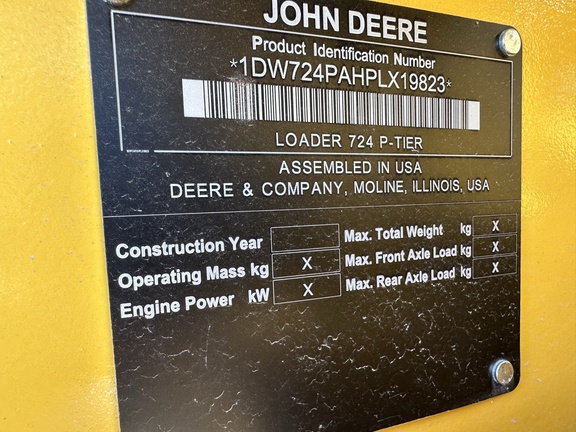 JOHN DEERE
Product Identification Number
*1DW724PAHPLX19823*
LOADER 724 P-TIER
ASSEMBLED IN USA
DEERE & COMPANY, MOLINE, ILLINOIS, USA
Construction Year
Operating Mass kg X
Engine Power kW X
Max. Total Weight kg X
Max. Front Axle Load kg X
Max. Rear Axle Load kg X